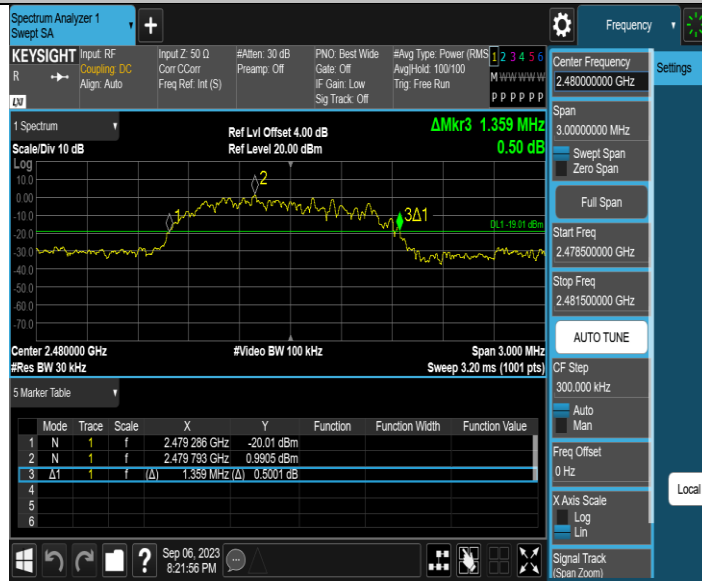 Spectrum Analyzer 1
Swept SA
+
Frequency
KEYSIGHT
R
LXI
Input: RF
Coupling: DC
Align: Auto
Input Z: 50 Ω
Corr CCorr
Freq Ref: Int (S)
#Atten: 30 dB
Preamp: Off
PNO: Best Wide
Gate: Off
IF Gain: Low
Sig Track: Off
#Avg Type: Power (RMS
Avg|Hold: 100/100
Trig: Free Run
1 2 3 4 5 6
M W W W W W
P P P P P P
1 Spectrum
Scale/Div 10 dB
Ref Lvl Offset 4.00 dB
Ref Level 20.00 dBm
ΔMkr3 1.359 MHz
0.50 dB
Log
10.0
0.00
-10.0
-20.0
-30.0
-40.0
-50.0
-60.0
-70.0
1
2
3Δ1
DL1 -19.01 dBm
Center 2.480000 GHz
#Video BW 100 kHz
Span 3.000 MHz
#Res BW 30 kHz
Sweep 3.20 ms (1001 pts)
5 Marker Table
Mode Trace Scale X Y Function Function Width Function Value
1 N 1 f 2.479 286 GHz -20.01 dBm
2 N 1 f 2.479 793 GHz 0.9905 dBm
3 Δ1 1 f (Δ) 1.359 MHz (Δ) 0.5001 dB
4
5
6
?
Sep 06, 2023
8:21:56 PM
Center Frequency
2.480000000 GHz
Settings
Span
3.00000000 MHz
Swept Span
Zero Span
Full Span
Start Freq
2.478500000 GHz
Stop Freq
2.481500000 GHz
AUTO TUNE
CF Step
300.000 kHz
Auto
Man
Freq Offset
0 Hz
Local
X Axis Scale
Log
Lin
Signal Track
(Span Zoom)